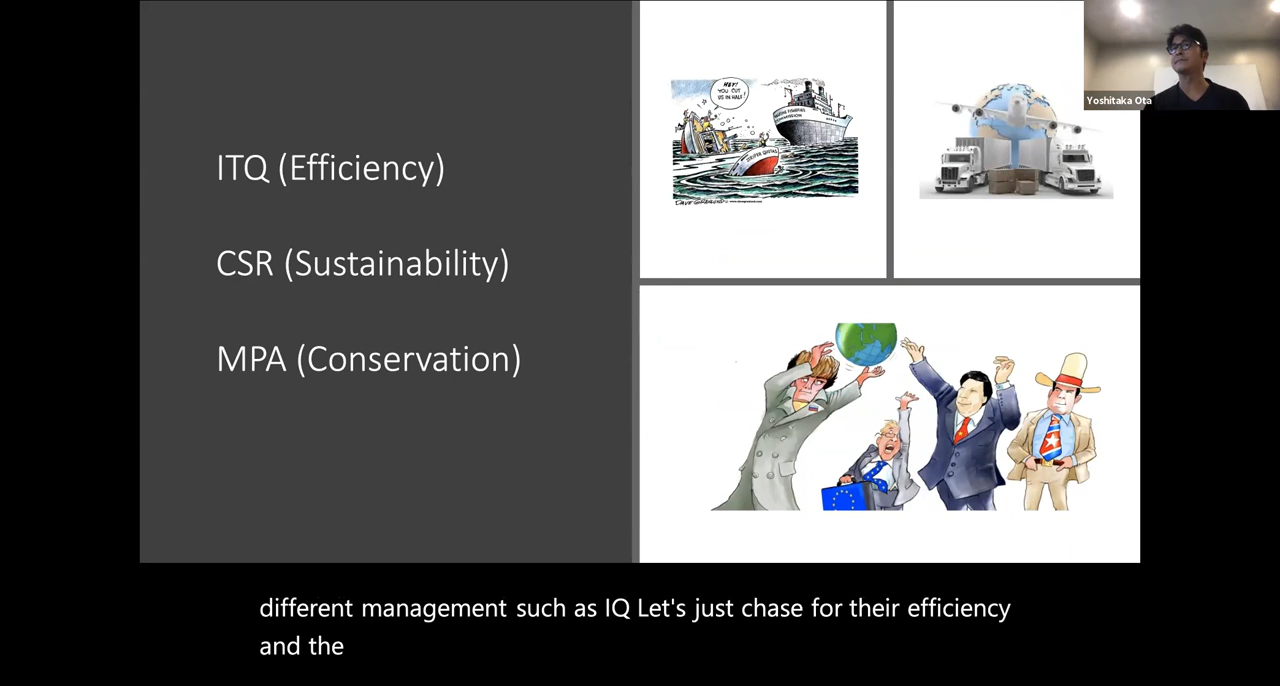 ITQ (Efficiency)
CSR (Sustainability)
MPA (Conservation)
HEY!
YOU CUT
US IN HALF!
Yoshitaka Ota
different management such as IQ Let's just chase for their efficiency
and the